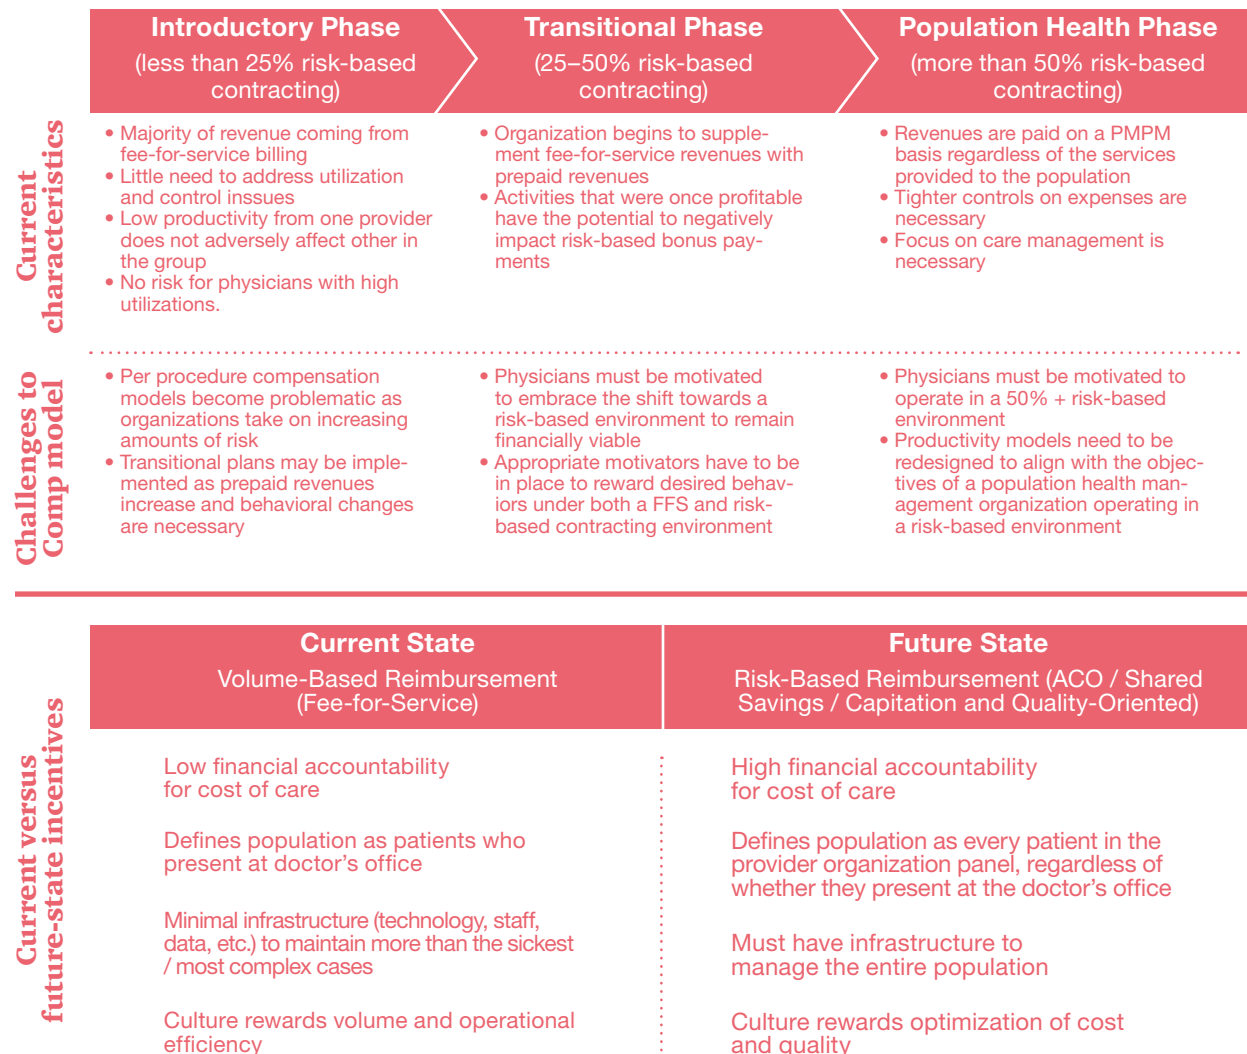 Introductory Phase
(less than 25% risk-based
contracting)
Transitional Phase
(25–50% risk-based
contracting)
Population Health Phase
(more than 50% risk-based
contracting)
Current
characteristics
• Majority of revenue coming from
fee-for-service billing
• Little need to address utilization
and control inssues
• Low productivity from one provider
does not adversely affect other in
the group
• No risk for physicians with high
utilizations.
• Organization begins to supple-
ment fee-for-service revenues with
prepaid revenues
• Activities that were once profitable
have the potential to negatively
impact risk-based bonus pay-
ments
• Revenues are paid on a PMPM
basis regardless of the services
provided to the population
• Tighter controls on expenses are
necessary
• Focus on care management is
necessary
Challenges to
Comp model
• Per procedure compensation
models become problematic as
organizations take on increasing
amounts of risk
• Transitional plans may be imple-
mented as prepaid revenues
increase and behavioral changes
are necessary
• Physicians must be motivated
to embrace the shift towards a
risk-based environment to remain
financially viable
• Appropriate motivators have to be
in place to reward desired behav-
iors under both a FFS and risk-
based contracting environment
• Physicians must be motivated to
operate in a 50% + risk-based
environment
• Productivity models need to be
redesigned to align with the objec-
tives of a population health man-
agement organization operating in
a risk-based environment
Current versus
future-state incentives
Current State
Volume-Based Reimbursement
(Fee-for-Service)
Future State
Risk-Based Reimbursement (ACO / Shared
Savings / Capitation and Quality-Oriented)
Low financial accountability
for cost of care
High financial accountability
for cost of care
Defines population as patients who
present at doctor's office
Defines population as every patient in the
provider organization panel, regardless of
whether they present at the doctor's office
Minimal infrastructure (technology, staff,
data, etc.) to maintain more than the sickest
/ most complex cases
Must have infrastructure to
manage the entire population
Culture rewards volume and operational
efficiency
Culture rewards optimization of cost
and quality